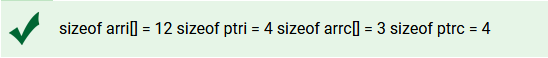 sizeof arri[] = 12 sizeof ptri = 4 sizeof arrc[] = 3 sizeof ptrc = 4